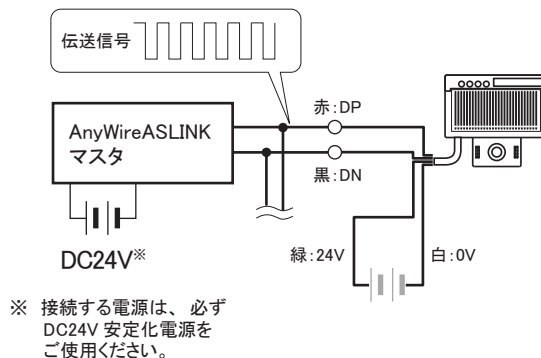 伝送信号
AnyWireASLINK
マスタ
赤:DP
黒:DN
DC24V※
緑:24V
白:0V
※ 接続する電源は、必ず
DC24V 安定化電源を
ご使用ください。